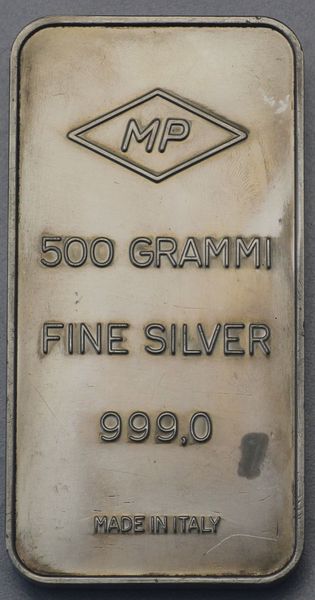 MP
500 GRAMMI
FINE SILVER
999,0
MADE IN ITALY